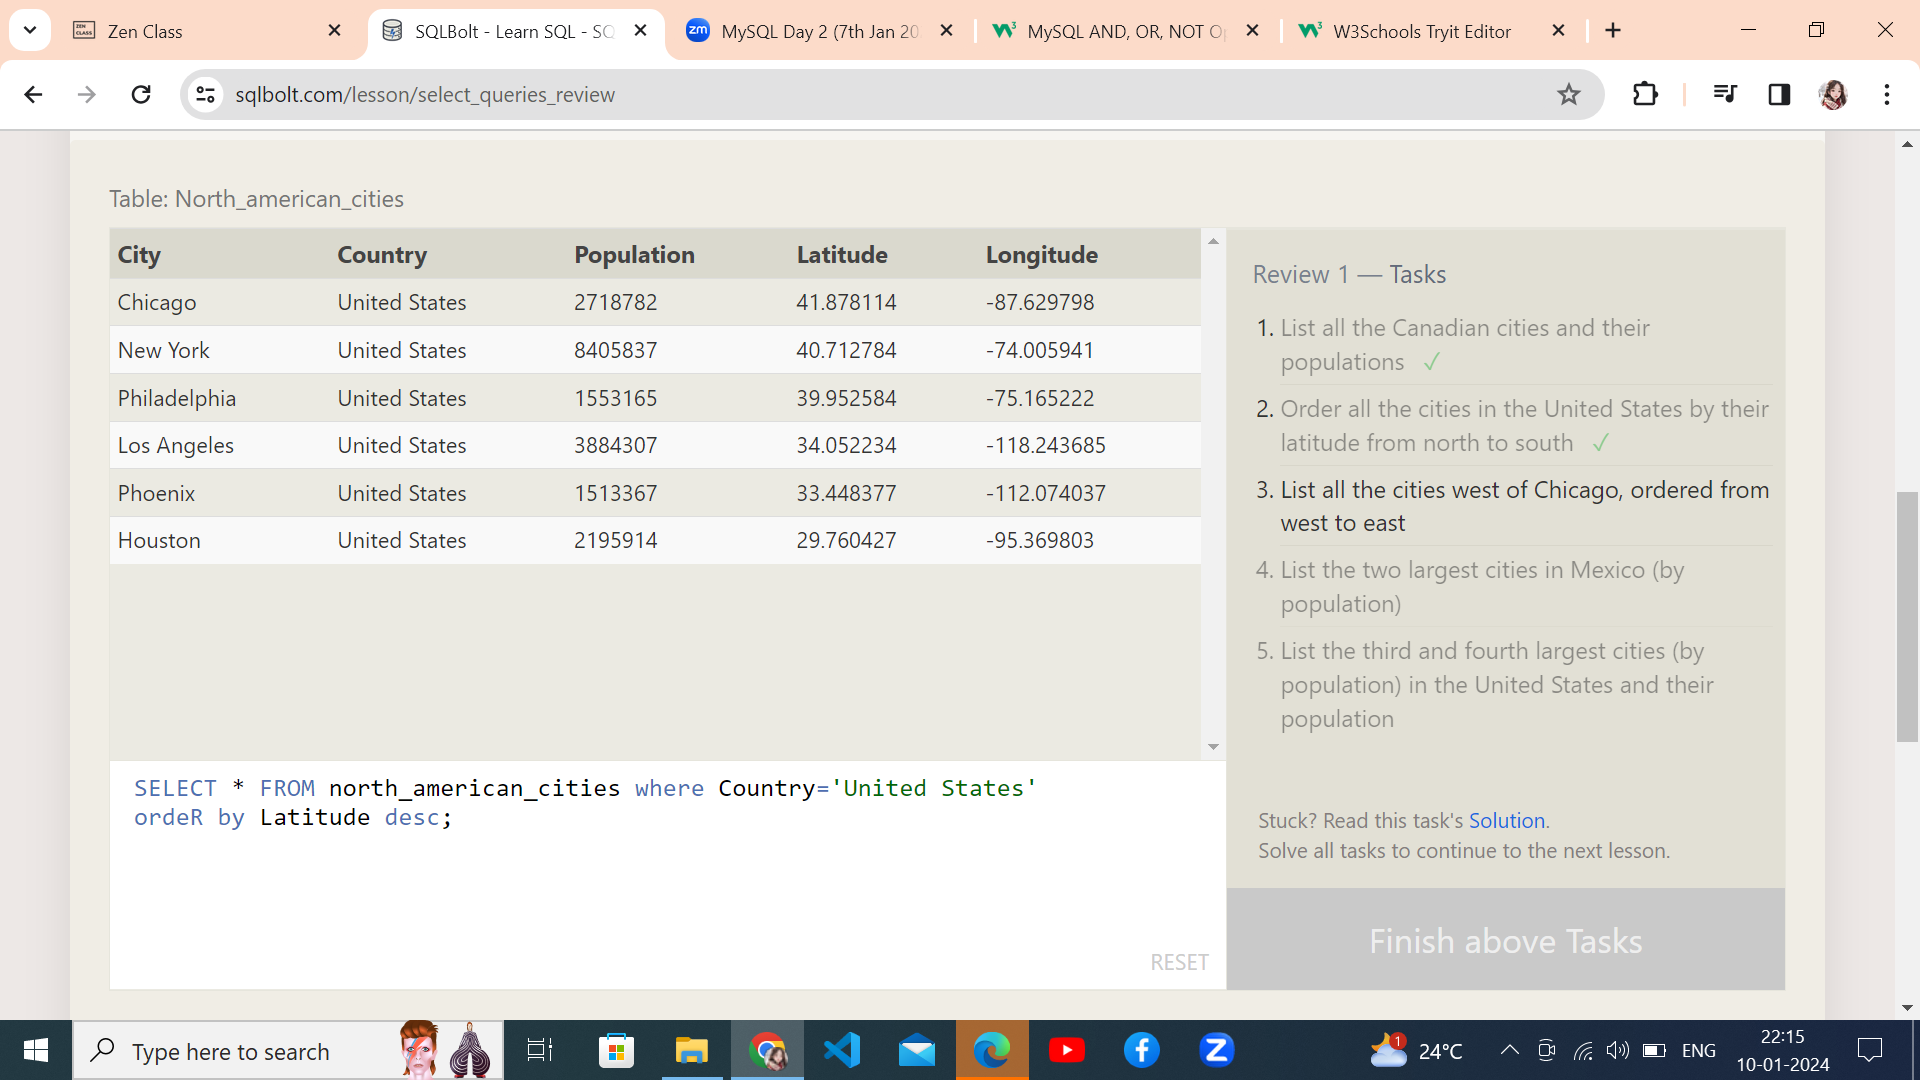 Zen Class
SQLBolt - Learn SQL - SQ
zm MySQL Day 2 (7th Jan 20
MySQL AND, OR, NOT Op
W3Schools Tryit Editor
sqlbolt.com/lesson/select_queries_review
Table: North_american_cities
City Country Population Latitude Longitude
Chicago United States 2718782 41.878114 -87.629798
New York United States 8405837 40.712784 -74.005941
Philadelphia United States 1553165 39.952584 -75.165222
Los Angeles United States 3884307 34.052234 -118.243685
Phoenix United States 1513367 33.448377 -112.074037
Houston United States 2195914 29.760427 -95.369803
SELECT * FROM north_american_cities where Country='United States'
ordeR by Latitude desc;
RESET
Review 1 — Tasks
1. List all the Canadian cities and their
populations ✓
2. Order all the cities in the United States by their
latitude from north to south ✓
3. List all the cities west of Chicago, ordered from
west to east
4. List the two largest cities in Mexico (by
population)
5. List the third and fourth largest cities (by
population) in the United States and their
population
Stuck? Read this task's Solution.
Solve all tasks to continue to the next lesson.
Finish above Tasks
Type here to search
1
24°C
ENG
22:15
10-01-2024